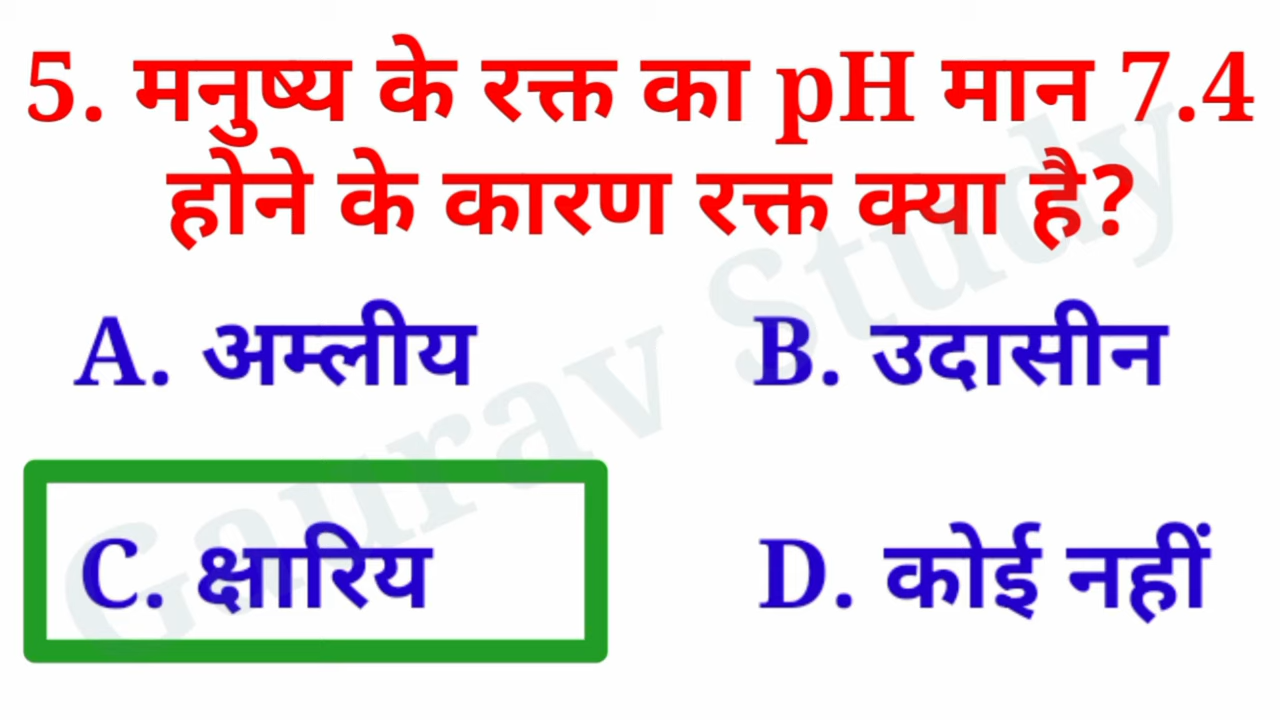 5. मनुष्य के रक्त का pH मान 7.4
होने के कारण रक्त क्या है?
A. अम्लीय B. उदासीन
C. क्षारिय D. कोई नहीं
Gaurav Study